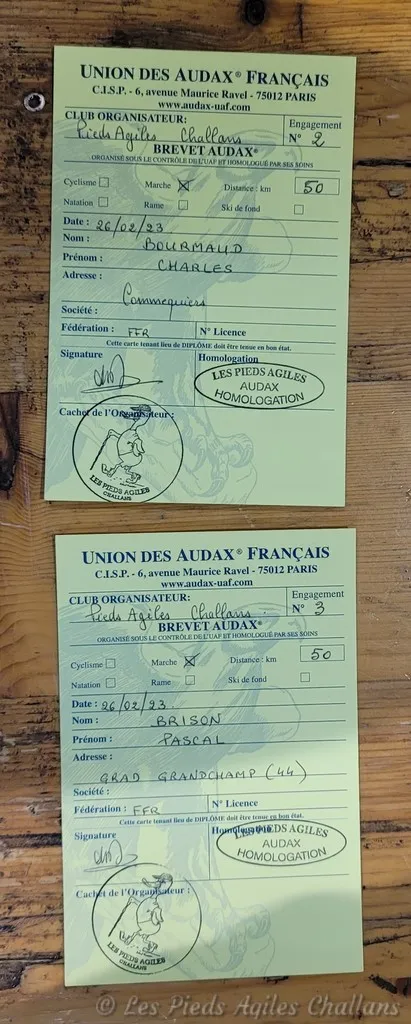 UNION DES AUDAX® FRANÇAIS
C.I.S.P. - 6, avenue Maurice Ravel - 75012 PARIS
www.audax-uaf.com
CLUB ORGANISATEUR: Engagement
Pieds Agiles Challans N° 2
BREVET AUDAX®
ORGANISÉ SOUS LE CONTRÔLE DE L'UAF ET HOMOLOGUÉ PAR SES SOINS
Cyclisme Marche Distance : km 50
Natation Rame Ski de fond
Date : 26/02/23
Nom : BOURMAUD
Prénom : CHARLES
Adresse :
Commequiers
Société :
Fédération : FFR N° Licence
Cette carte tenant lieu de DIPLÔME doit être tenue en bon état.
Signature Homologation
LES PIEDS AGILES
AUDAX
HOMOLOGATION
Cachet de l'Organisateur :
LES PIEDS AGILES
CHALLANS
UNION DES AUDAX® FRANÇAIS
C.I.S.P. - 6, avenue Maurice Ravel - 75012 PARIS
www.audax-uaf.com
CLUB ORGANISATEUR: Engagement
Pieds Agiles Challans N° 3
BREVET AUDAX®
ORGANISÉ SOUS LE CONTRÔLE DE L'UAF ET HOMOLOGUÉ PAR SES SOINS
Cyclisme Marche Distance : km 50
Natation Rame Ski de fond
Date : 26/02/23
Nom : BRISON
Prénom : PASCAL
Adresse :
GRAD GRANDCHAMP (44)
Société :
Fédération : FFR N° Licence
Cette carte tenant lieu de DIPLÔME doit être tenue en bon état.
Signature Homologation
LES PIEDS AGILES
AUDAX
HOMOLOGATION
Cachet de l'Organisateur :
LES PIEDS AGILES
CHALLANS
© Les Pieds Agiles Challans